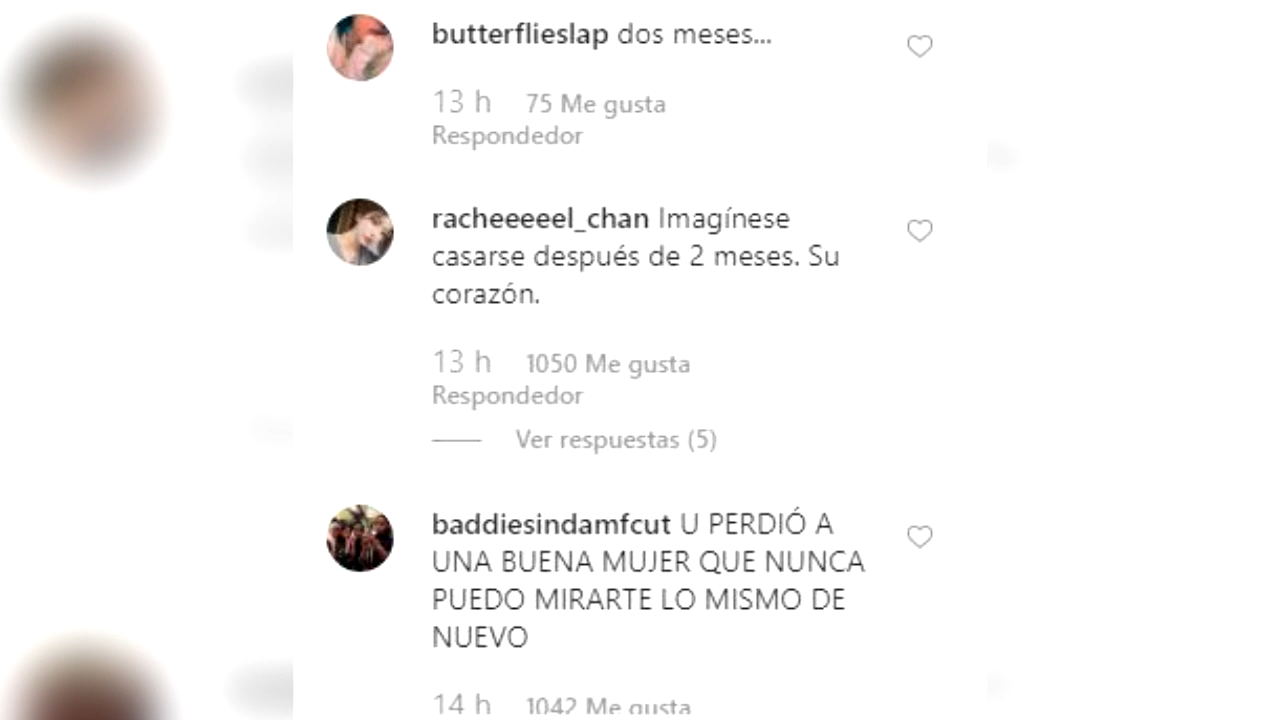 butterflieslap dos meses...
13 h 75 Me gusta
Respondedor
racheeeeel_chan Imagínese
casarse después de 2 meses. Su
corazón.
13 h 1050 Me gusta
Respondedor
Ver respuestas (5)
baddiesindamfcut U PERDIÓ A
UNA BUENA MUJER QUE NUNCA
PUEDO MIRARTE LO MISMO DE
NUEVO
14 h 1042 Me gusta